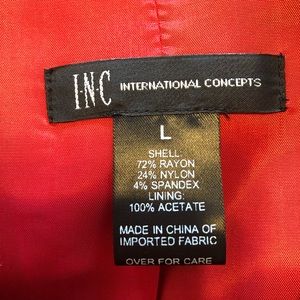 I·N·C INTERNATIONAL CONCEPTS
L
SHELL:
72% RAYON
24% NYLON
4% SPANDEX
LINING:
100% ACETATE
MADE IN CHINA OF
IMPORTED FABRIC
OVER FOR CARE